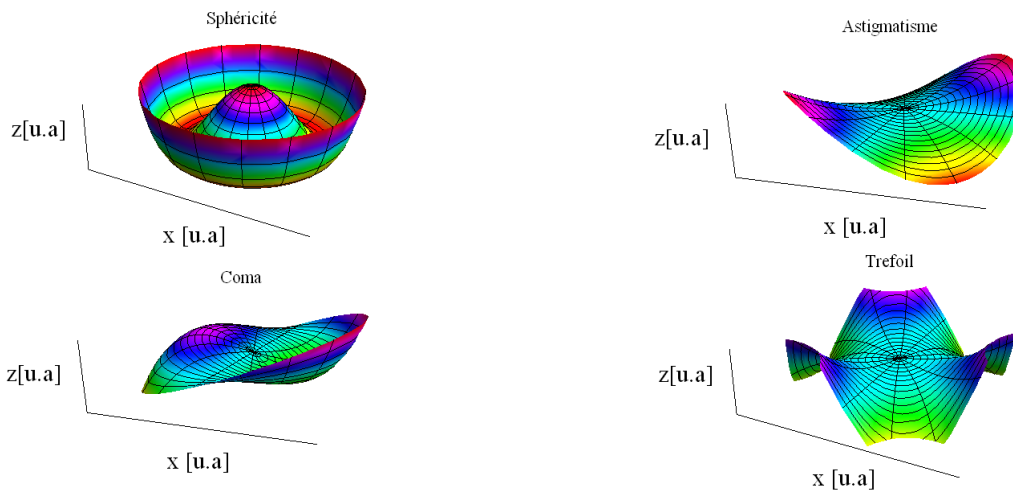 Sphéricité
z[u.a]
x [u.a]
Astigmatisme
z[u.a]
x [u.a]
Coma
z[u.a]
x [u.a]
Trefoil
z[u.a]
x [u.a]